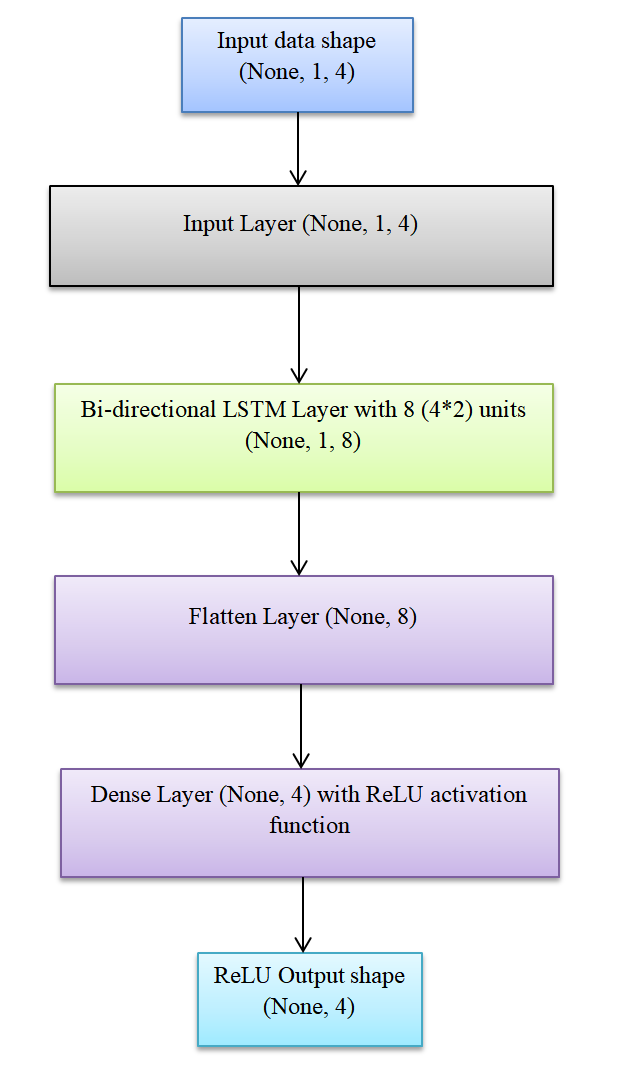 Input data shape
(None, 1, 4)
Input Layer (None, 1, 4)
Bi-directional LSTM Layer with 8 (4*2) units
(None, 1, 8)
Flatten Layer (None, 8)
Dense Layer (None, 4) with ReLU activation
function
ReLU Output shape
(None, 4)